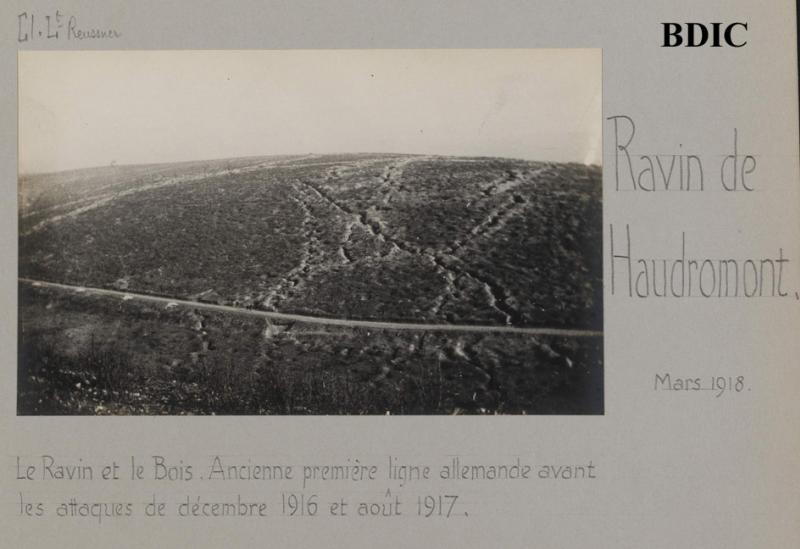 Cl. Lt Reussner
BDIC
Ravin de
Haudromont.
Mars 1918.
Le Ravin et le Bois. Ancienne première ligne allemande avant
les attaques de décembre 1916 et août 1917.